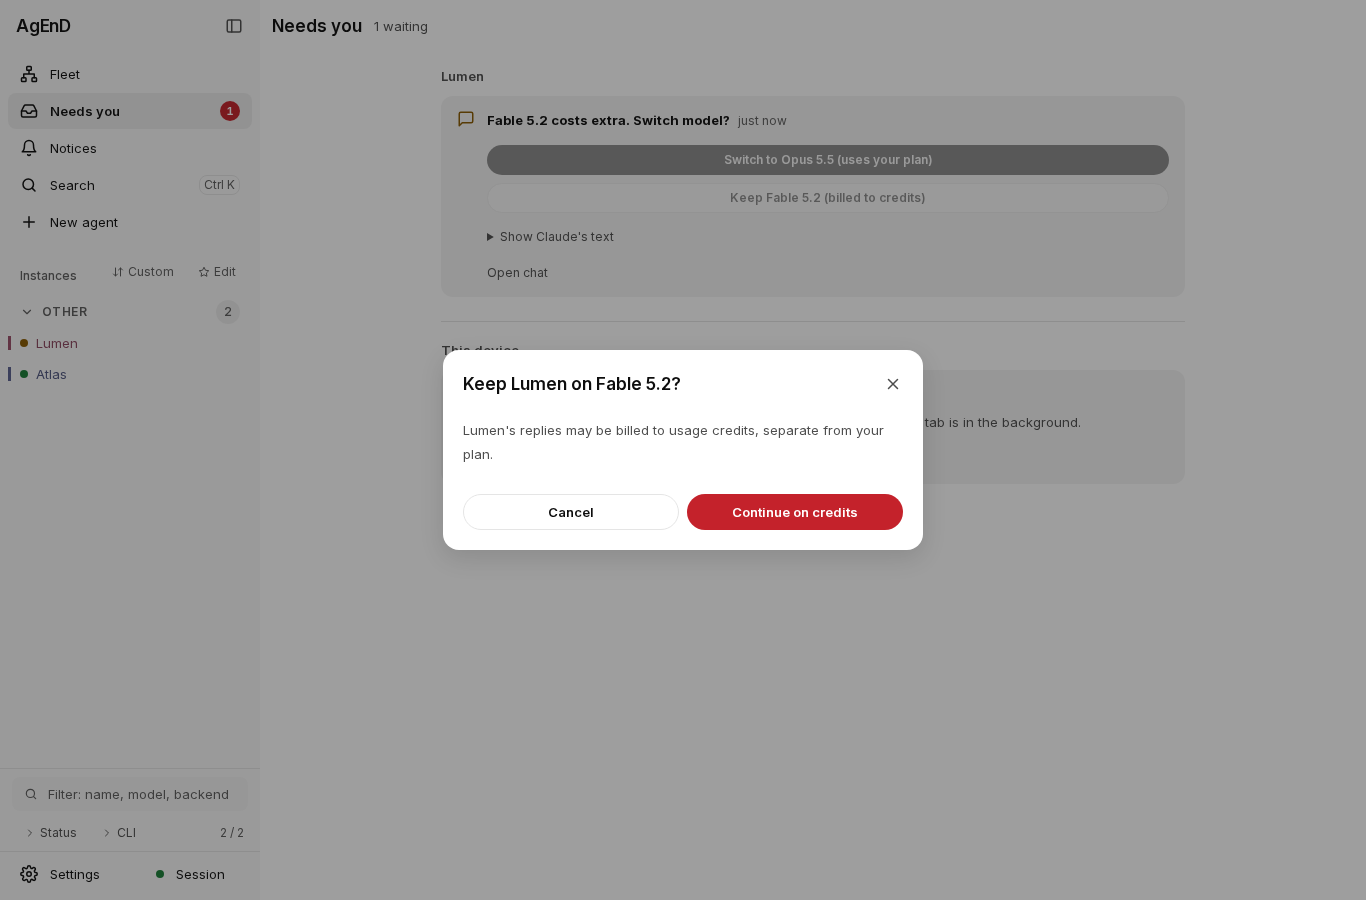 AgEnD
Fleet
Needs you
1
Notices
Search
Ctrl K
New agent
Instances
Custom
Edit
OTHER
2
Lumen
Atlas
Filter: name, model, backend
Status
CLI
2 / 2
Settings
Session
Needs you
1 waiting
Lumen
Fable 5.2 costs extra. Switch model?
just now
Switch to Opus 5.5 (uses your plan)
Keep Fable 5.2 (billed to credits)
Show Claude's text
Open chat
This device
tab is in the background.
Keep Lumen on Fable 5.2?
Lumen's replies may be billed to usage credits, separate from your
plan.
Cancel
Continue on credits